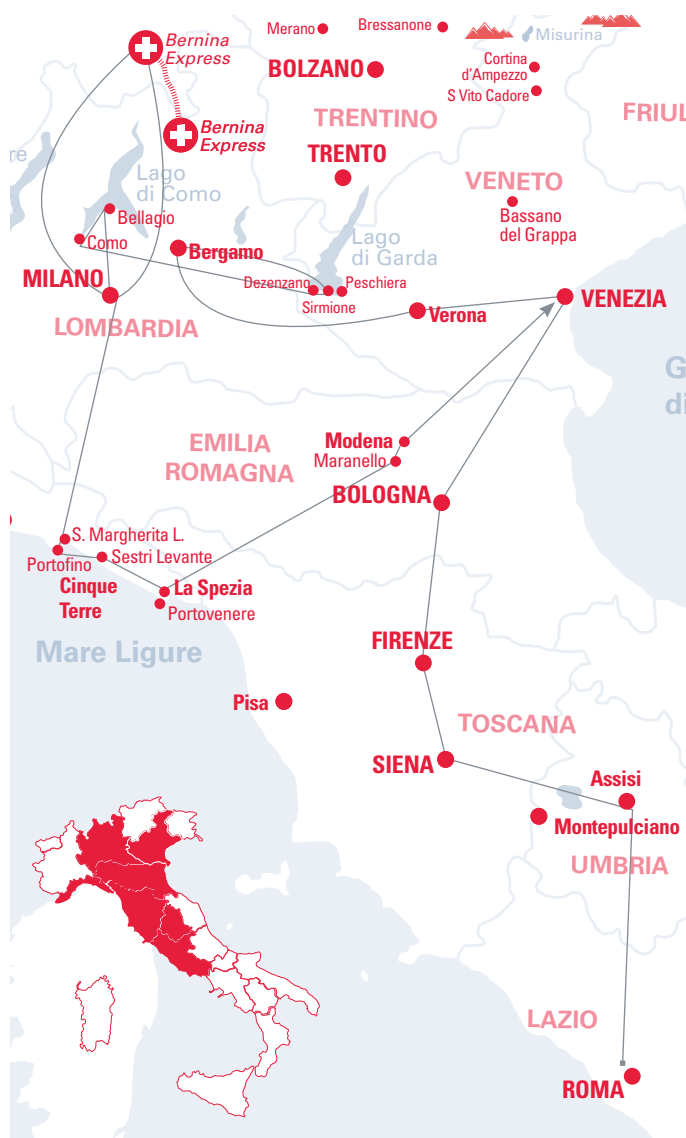 Bernina
Express
Merano
Bressanone
Misurina
BOLZANO
Cortina
d'Ampezzo
S Vito Cadore
TRENTINO
FRIUL
Bernina
Express
re
TRENTO
Lago
di Como
VENETO
Bellagio
Bassano
del Grappa
Como
Bergamo
Lago
di Garda
MILANO
Dezenzano
Peschiera
Sirmione
VENEZIA
Verona
LOMBARDIA
G
di
EMILIA
ROMAGNA
Modena
Maranello
BOLOGNA
S. Margherita L.
Portofino
Sestri Levante
Cinque
Terre
La Spezia
Portovenere
Mare Ligure
FIRENZE
Pisa
TOSCANA
SIENA
Assisi
Montepulciano
UMBRIA
LAZIO
ROMA